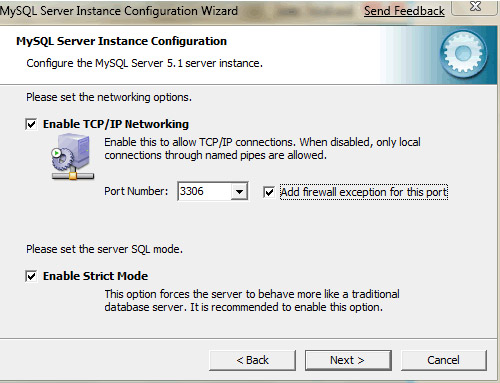 MySQL Server Instance Configuration Wizard
Send Feedback
MySQL Server Instance Configuration
Configure the MySQL Server 5.1 server instance.
Please set the networking options.
Enable TCP/IP Networking
Enable this to allow TCP/IP connections. When disabled, only local
connections through named pipes are allowed.
Port Number: 3306 Add firewall exception for this port
Please set the server SQL mode.
Enable Strict Mode
This option forces the server to behave more like a traditional
database server. It is recommended to enable this option.
< Back Next > Cancel